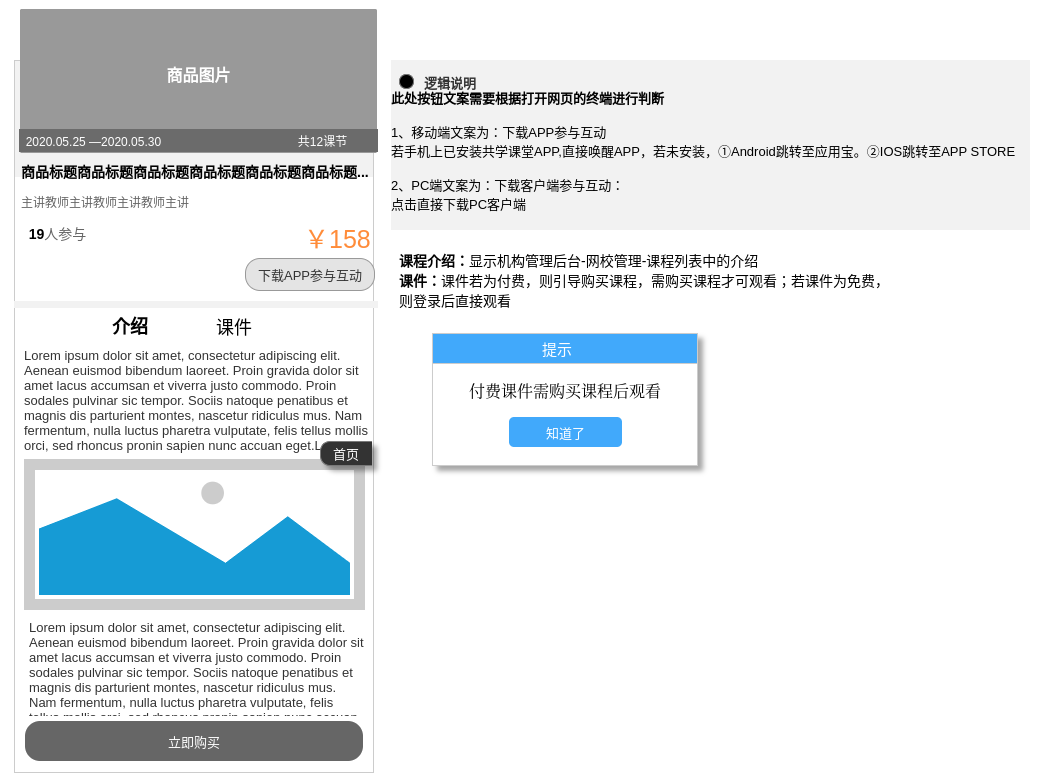 商品图片
2020.05.25 —2020.05.30
共12课节
商品标题商品标题商品标题商品标题商品标题商品标题...
主讲教师主讲教师主讲教师主讲
19人参与
￥158
下载APP参与互动
介绍
课件
Lorem ipsum dolor sit amet, consectetur adipiscing elit.
Aenean euismod bibendum laoreet. Proin gravida dolor sit
amet lacus accumsan et viverra justo commodo. Proin
sodales pulvinar sic tempor. Sociis natoque penatibus et
magnis dis parturient montes, nascetur ridiculus mus. Nam
fermentum, nulla luctus pharetra vulputate, felis tellus mollis
orci, sed rhoncus pronin sapien nunc accuan eget.L
首页
Lorem ipsum dolor sit amet, consectetur adipiscing elit.
Aenean euismod bibendum laoreet. Proin gravida dolor sit
amet lacus accumsan et viverra justo commodo. Proin
sodales pulvinar sic tempor. Sociis natoque penatibus et
magnis dis parturient montes, nascetur ridiculus mus.
Nam fermentum, nulla luctus pharetra vulputate, felis
立即购买
逻辑说明
此处按钮文案需要根据打开网页的终端进行判断
1、移动端文案为：下载APP参与互动
若手机上已安装共学课堂APP,直接唤醒APP，若未安装，①Android跳转至应用宝。②IOS跳转至APP STORE
2、PC端文案为：下载客户端参与互动：
点击直接下载PC客户端
课程介绍：显示机构管理后台-网校管理-课程列表中的介绍
课件：课件若为付费，则引导购买课程，需购买课程才可观看；若课件为免费，
则登录后直接观看
提示
付费课件需购买课程后观看
知道了